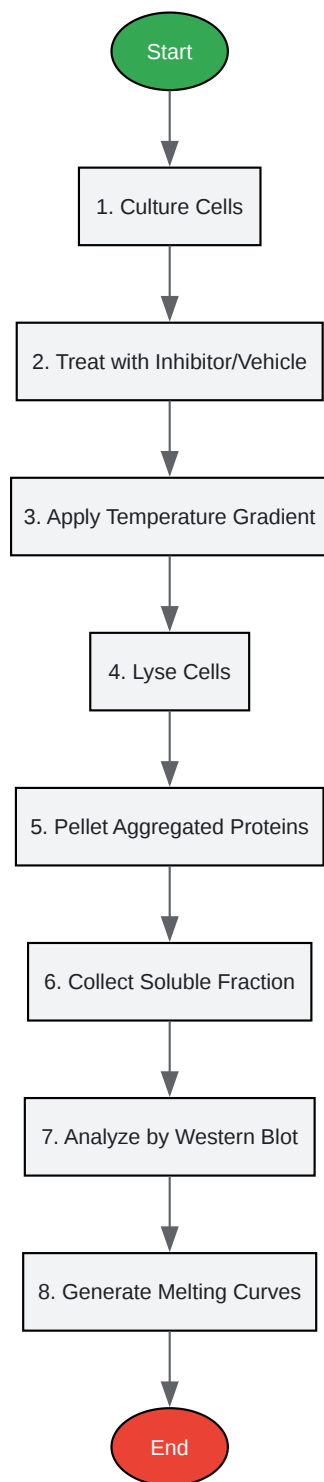 Start
1. Culture Cells
2. Treat with Inhibitor/Vehicle
3. Apply Temperature Gradient
4. Lyse Cells
5. Pellet Aggregated Proteins
6. Collect Soluble Fraction
7. Analyze by Western Blot
8. Generate Melting Curves
End